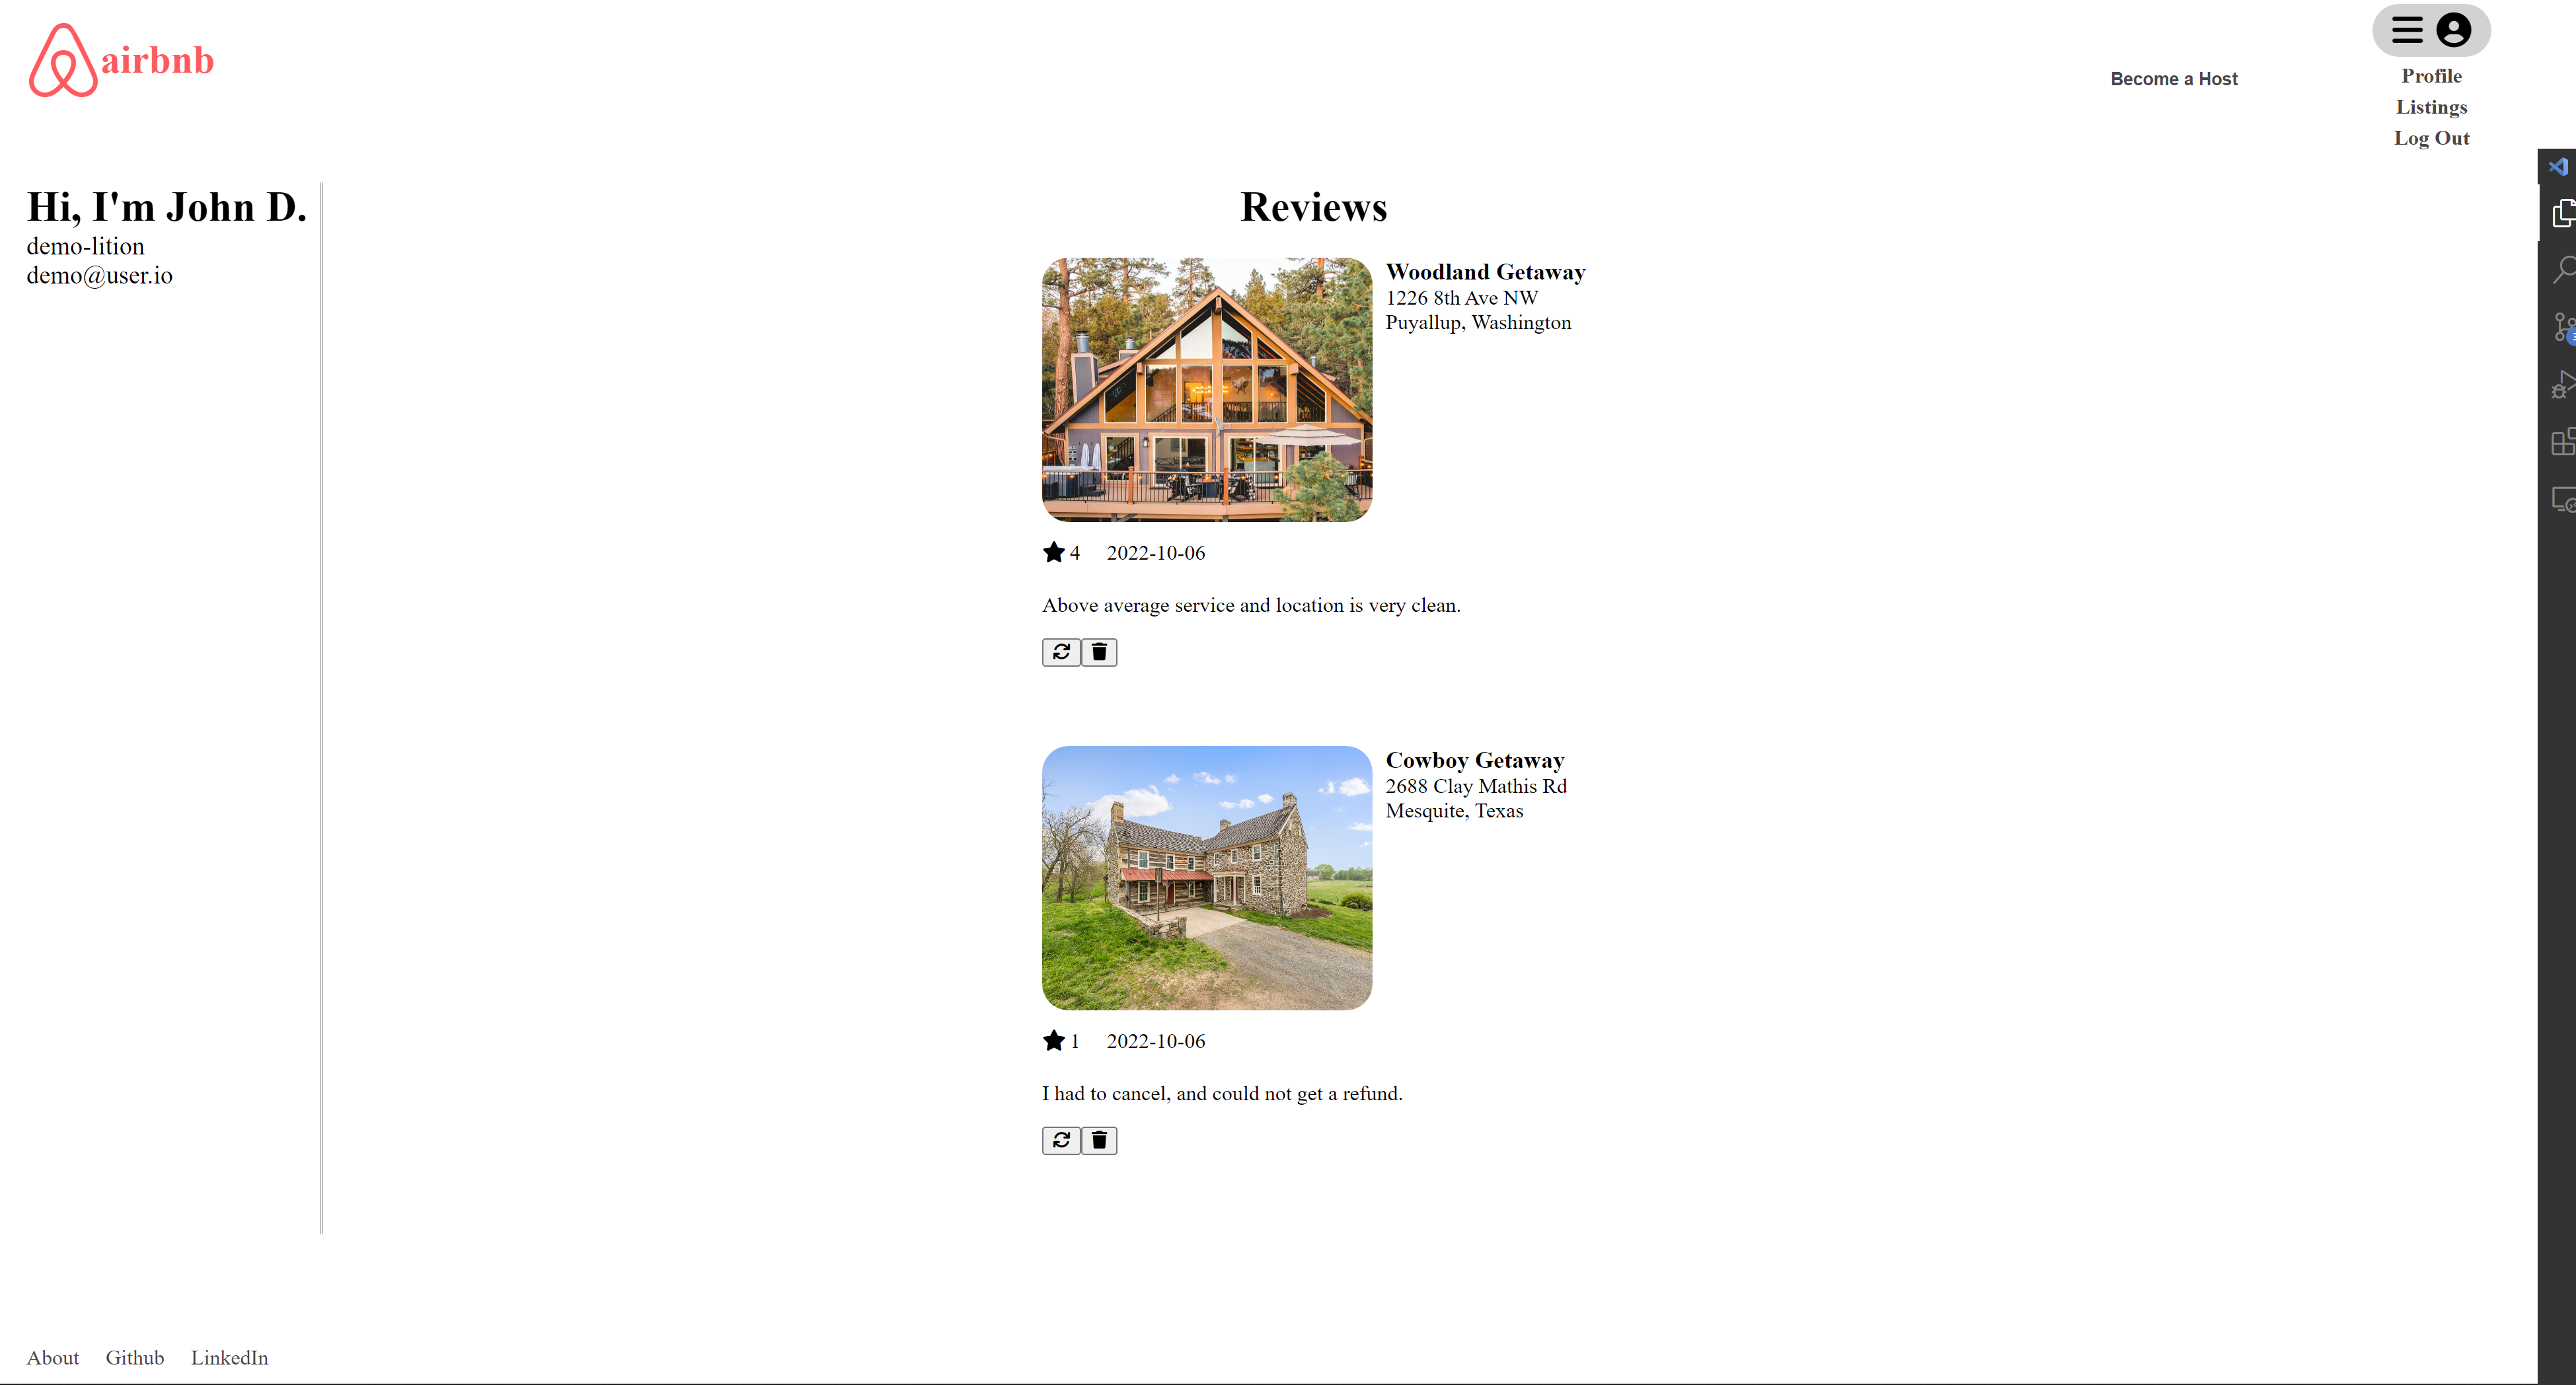 airbnb
Become a Host
Profile
Listings
Log Out
Hi, I'm John D.
demo-lition
demo@user.io
Reviews
Woodland Getaway
1226 8th Ave NW
Puyallup, Washington
4 2022-10-06
Above average service and location is very clean.
Cowboy Getaway
2688 Clay Mathis Rd
Mesquite, Texas
1 2022-10-06
I had to cancel, and could not get a refund.
About Github LinkedIn